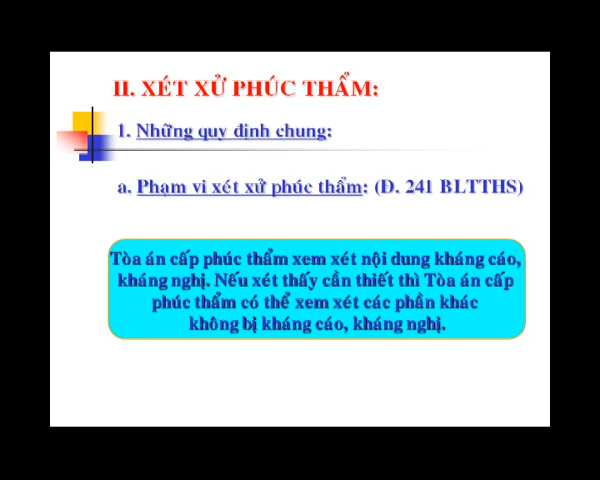 II. XÉT XỬ PHÚC THẨM:
1. Những quy định chung:
a. Phạm vi xét xử phúc thẩm: (Đ. 241 BLTTHS)
Tòa án cấp phúc thẩm xem xét nội dung kháng cáo,
kháng nghị. Nếu xét thấy cần thiết thì Tòa án cấp
phúc thẩm có thể xem xét các phần khác
không bị kháng cáo, kháng nghị.